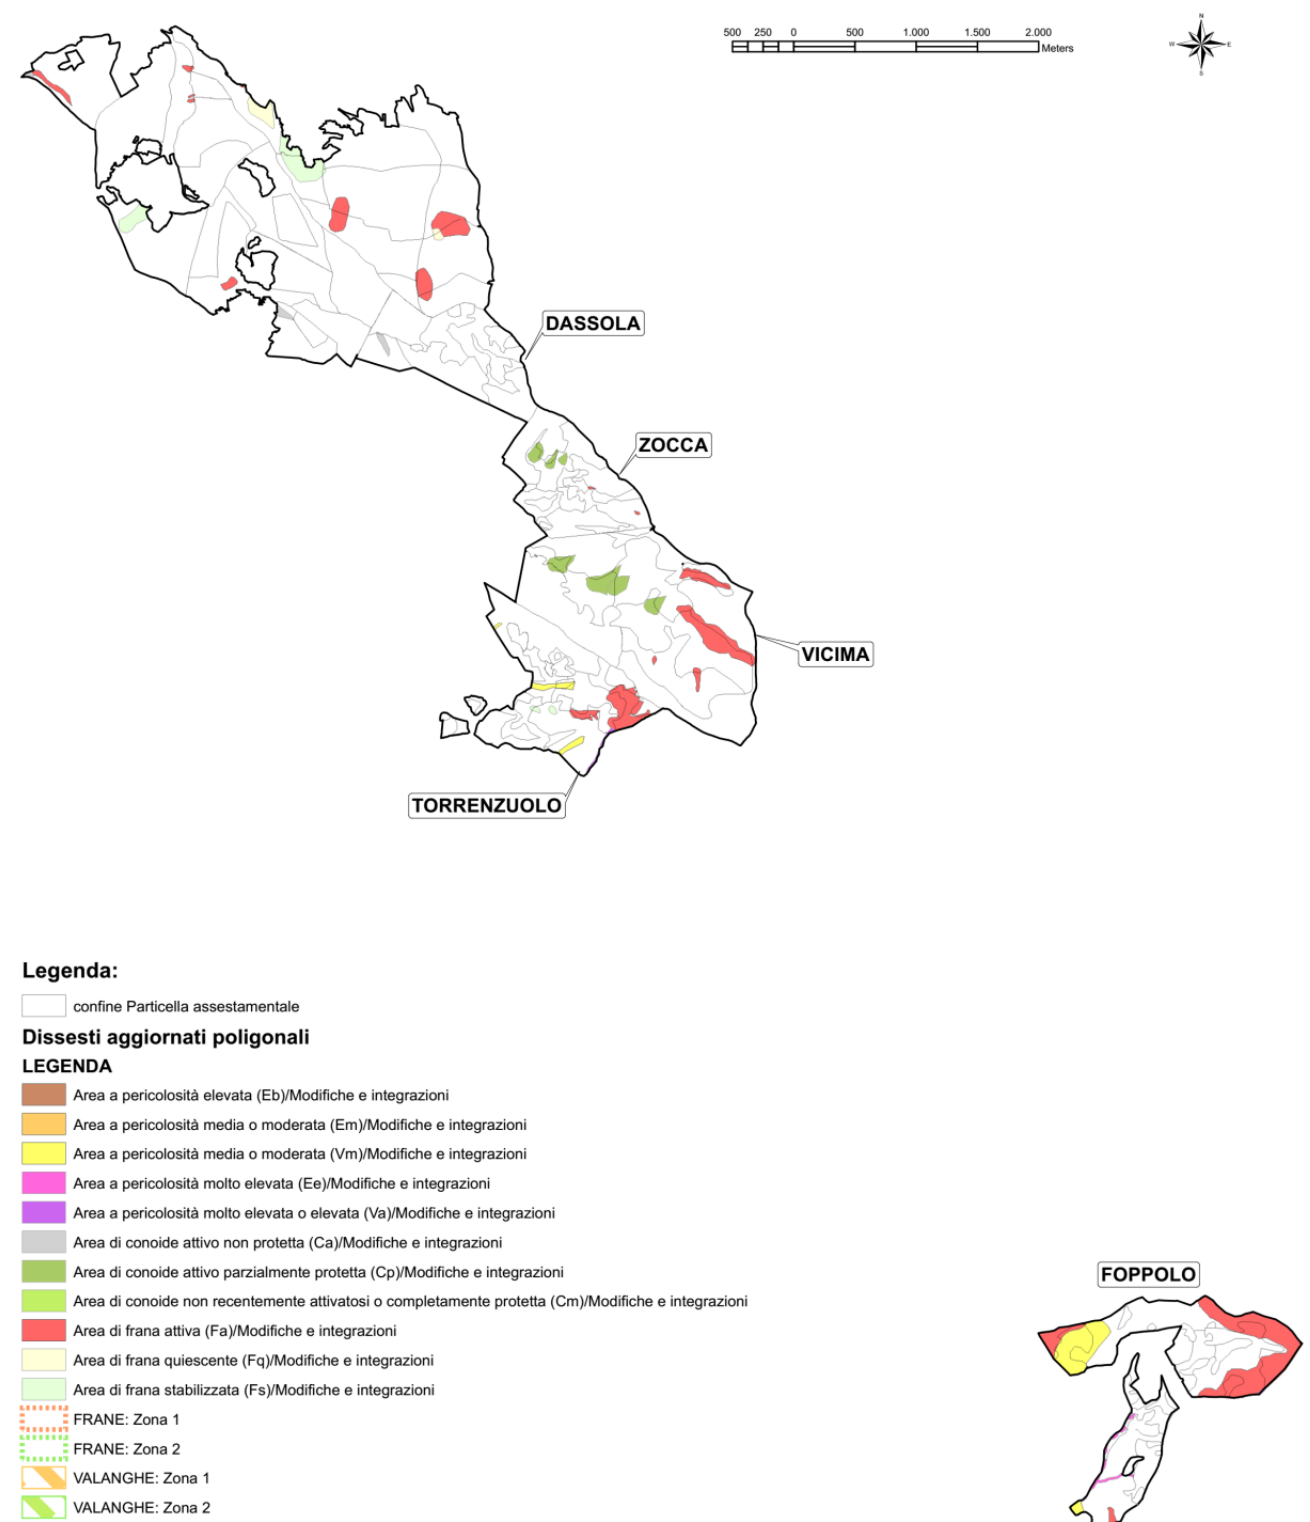 500 250 0 500 1.000 1.500 2.000
Meters
N
W E
S
DASSOLA
ZOCCA
VICIMA
TORRENZUOLO
Legenda:
confine Particella assestamentale
Dissesti aggiornati poligonali
LEGENDA
Area a pericolosità elevata (Eb)/Modifiche e integrazioni
Area a pericolosità media o moderata (Em)/Modifiche e integrazioni
Area a pericolosità media o moderata (Vm)/Modifiche e integrazioni
Area a pericolosità molto elevata (Ee)/Modifiche e integrazioni
Area a pericolosità molto elevata o elevata (Va)/Modifiche e integrazioni
Area di conoide attivo non protetta (Ca)/Modifiche e integrazioni
Area di conoide attivo parzialmente protetta (Cp)/Modifiche e integrazioni
Area di conoide non recentemente attivatosi o completamente protetta (Cm)/Modifiche e integrazioni
Area di frana attiva (Fa)/Modifiche e integrazioni
Area di frana quiescente (Fq)/Modifiche e integrazioni
Area di frana stabilizzata (Fs)/Modifiche e integrazioni
FRANE: Zona 1
FRANE: Zona 2
VALANGHE: Zona 1
VALANGHE: Zona 2
FOPPOLO